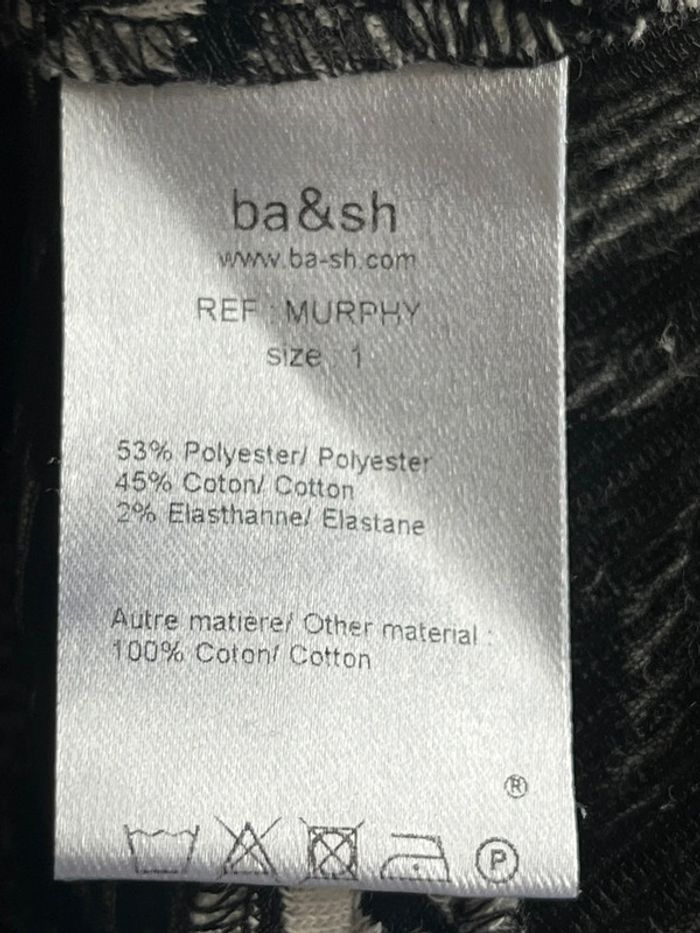 ba&sh
www.ba-sh.com
REF : MURPHY
size : 1
53% Polyester/ Polyester
45% Coton/ Cotton
2% Elasthanne/ Elastane
Autre matière/ Other material :
100% Coton/ Cotton
®
P